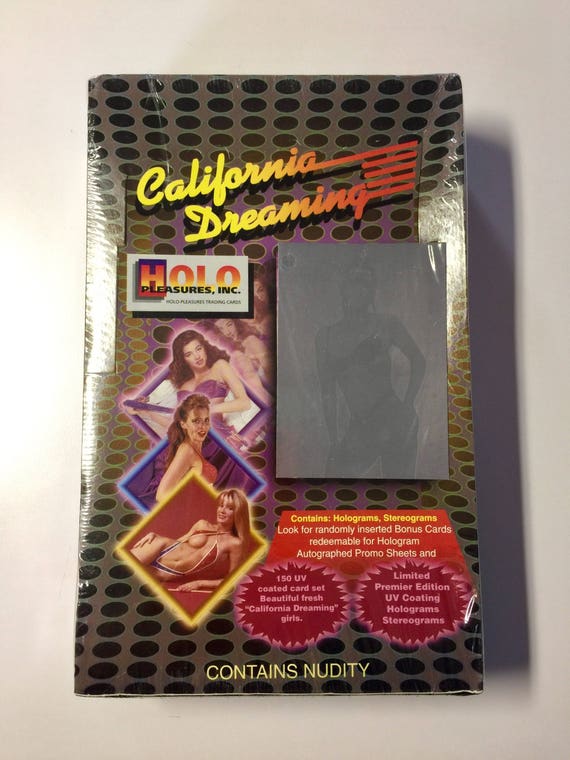 California
Dreaming
HOLO
PLEASURES, INC.
HOLO-PLEASURES TRADING CARDS
Contains: Holograms, Stereograms
Look for randomly inserted Bonus Cards
redeemable for Hologram
Autographed Promo Sheets and
150 UV
coated card set
Beautiful fresh
"California Dreaming"
girls.
Limited
Premier Edition
UV Coating
Holograms
Stereograms
CONTAINS NUDITY